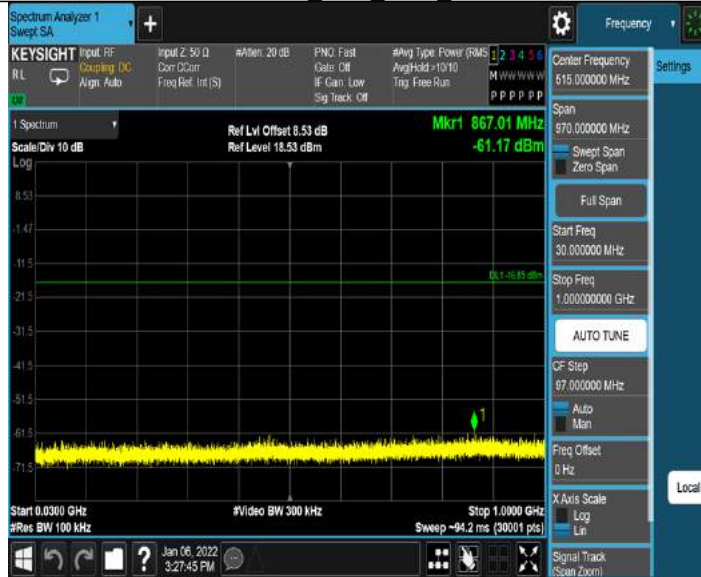 Spectrum Analyzer 1
Swept SA
Frequency
Settings
KEYSIGHT
RL
LW
Input: RF
Coupling: DC
Align: Auto
Input Z: 50 Ω
Corr CCorr
Freq Ref: Int (S)
#Atten: 20 dB
PNO: Fast
Gate: Off
IF Gain: Low
Sig Track: Off
#Avg Type: Power (RMS
Avg|Hold:>10/10
Trig: Free Run
1 2 3 4 5 6
M W W W W W
P P P P P P
1 Spectrum
Scale/Div 10 dB
Ref Lvl Offset 8.53 dB
Ref Level 18.53 dBm
Mkr1 867.01 MHz
-61.17 dBm
Log
8.53
-1.47
-11.5
-21.5
-31.5
-41.5
-51.5
-61.5
-71.5
1
Start 0.0300 GHz
#Res BW 100 kHz
#Video BW 300 kHz
Stop 1.0000 GHz
Sweep ~94.2 ms (30001 pts)
Jan 06, 2022
3:27:45 PM
Center Frequency
515.000000 MHz
Span
970.000000 MHz
Swept Span
Zero Span
Full Span
Start Freq
30.000000 MHz
Stop Freq
1.000000000 GHz
AUTO TUNE
CF Step
97.000000 MHz
Auto
Man
Freq Offset
0 Hz
X Axis Scale
Log
Lin
Signal Track
(Span Zoom)
Local